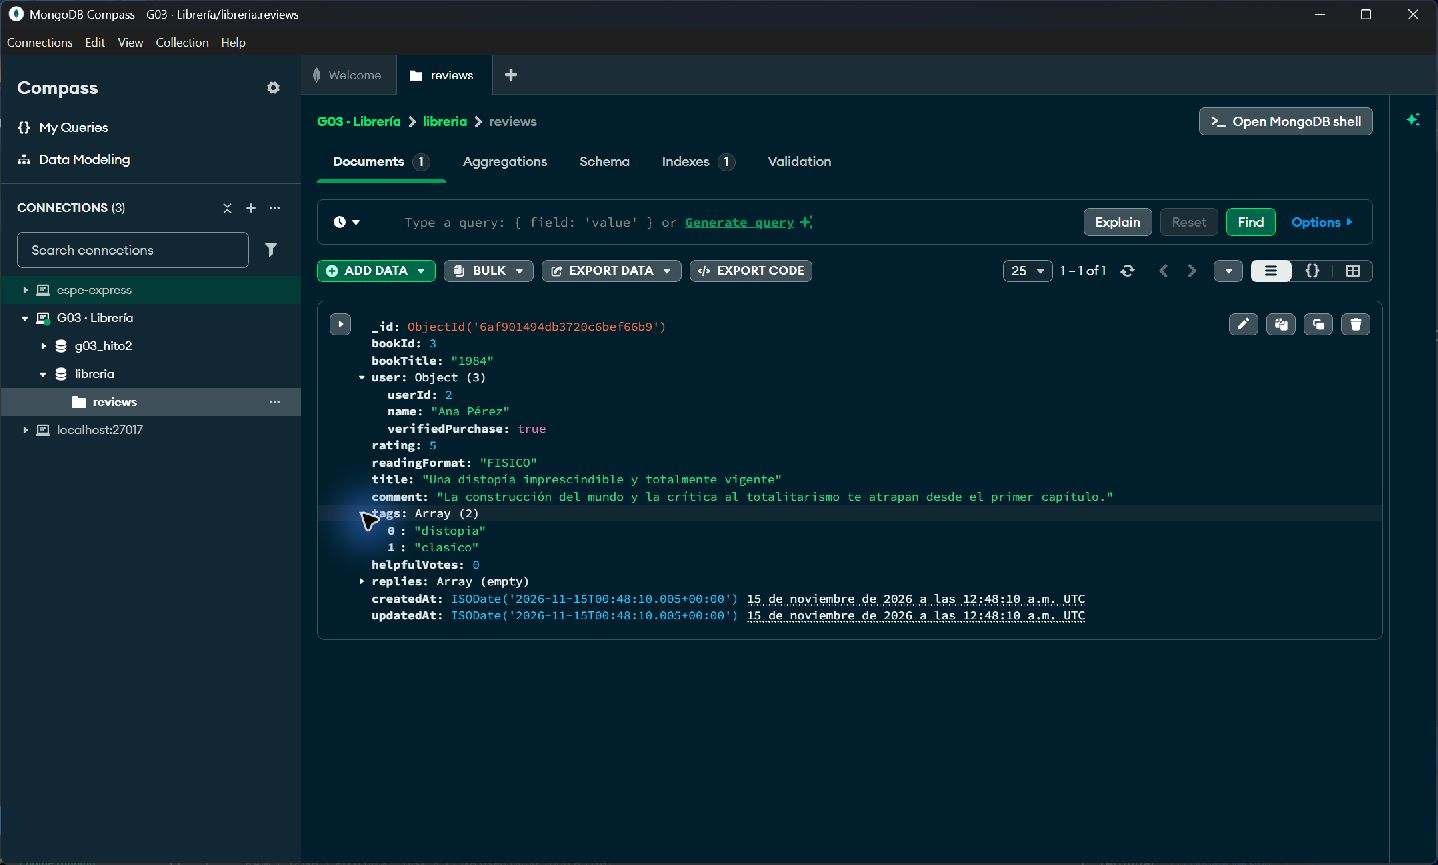 MongoDB Compass G03 · Librería/libreria.reviews
Connections Edit View Collection Help
Compass
My Queries
Data Modeling
CONNECTIONS (3)
Search connections
espe-express
G03 · Librería
g03_hito2
libreria
reviews
localhost:27017
Welcome
reviews
G03 · Librería > libreria > reviews
>_ Open MongoDB shell
Documents 1 Aggregations Schema Indexes 1 Validation
Type a query: { field: 'value' } or Generate query
Explain Reset Find Options
ADD DATA BULK EXPORT DATA </> EXPORT CODE
25 1–1 of 1 {}
_id: ObjectId('6af901494db3720c6bef66b9')
bookId: 3
bookTitle: "1984"
user: Object (3)
userId: 2
name: "Ana Pérez"
verifiedPurchase: true
rating: 5
readingFormat: "FISICO"
title: "Una distopía imprescindible y totalmente vigente"
comment: "La construcción del mundo y la crítica al totalitarismo te atrapan desde el primer capítulo."
tags: Array (2)
0 : "distopia"
1 : "clasico"
helpfulVotes: 0
replies: Array (empty)
createdAt: ISODate('2026-11-15T00:48:10.005+00:00') 15 de noviembre de 2026 a las 12:48:10 a.m. UTC
updatedAt: ISODate('2026-11-15T00:48:10.005+00:00') 15 de noviembre de 2026 a las 12:48:10 a.m. UTC